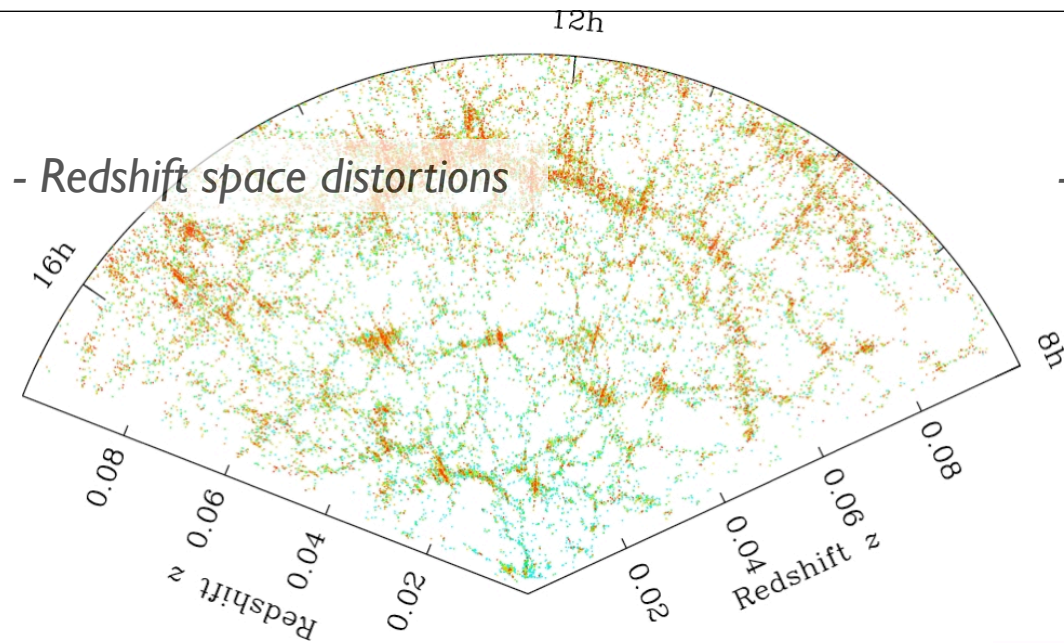 12h
- Redshift space distortions
-
16h
8h
0.08
0.06
0.04
0.02
Redshift z
0.02
0.04
0.06
0.08
Redshift z